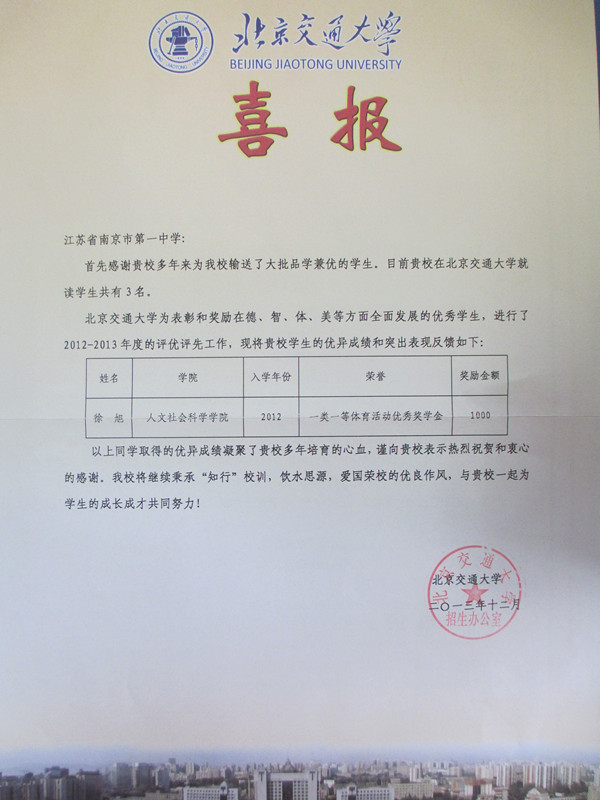 北京交通大學
BEIJING JIAOTONG UNIVERSITY
喜报
江苏省南京市第一中学:
首先感谢贵校多年来为我校输送了大批品学兼优的学生。目前贵校在北京交通大学就
读学生共有 3 名。
北京交通大学为表彰和奖励在德、智、体、美等方面全面发展的优秀学生，进行了
2012-2013 年度的评优评先工作，现将贵校学生的优异成绩和突出表现反馈如下:
姓名 学院 入学年份 荣誉 奖励金额
徐 旭 人文社会科学学院 2012 一类一等体育活动优秀奖学金 1000
以上同学取得的优异成绩凝聚了贵校多年培育的心血，谨向贵校表示热烈祝贺和衷心
的感谢。我校将继续秉承“知行”校训，饮水思源，爱国荣校的优良作风，与贵校一起为
学生的成长成才共同努力!
北京交通大学
二〇一三年十二月
北京交通大学
招生办公室